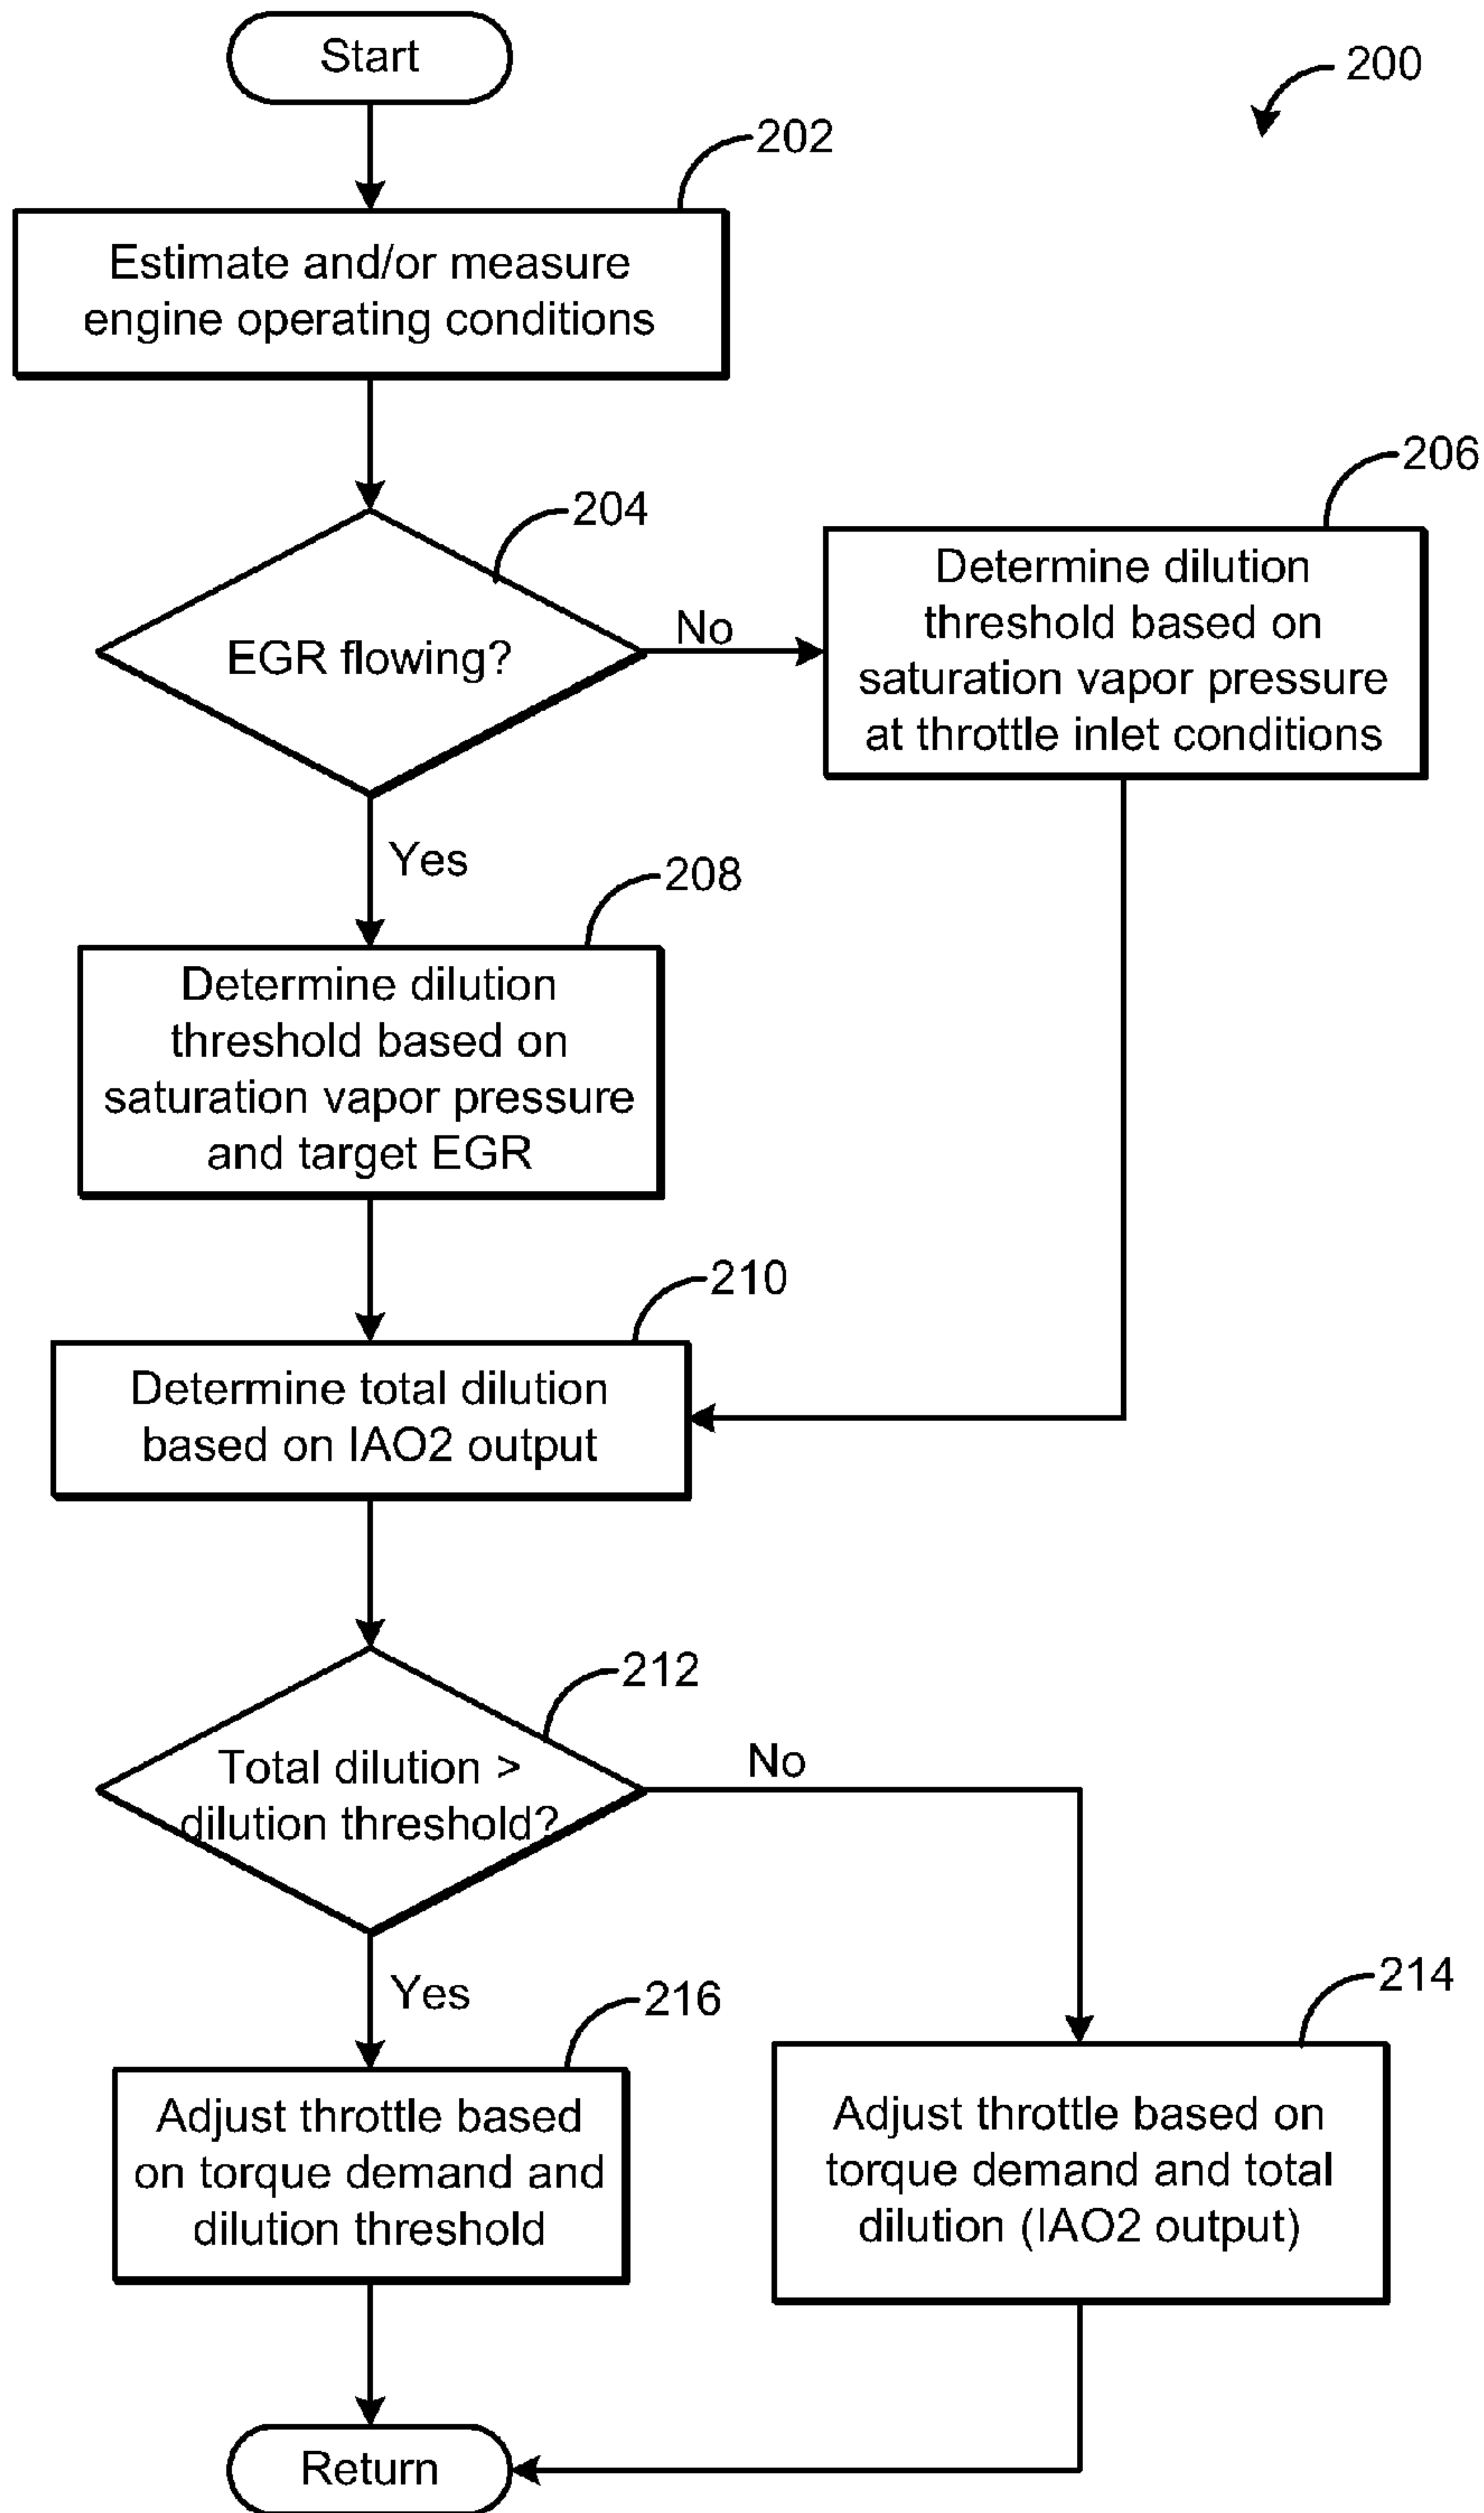 Start
200
202
Estimate and/or measure
engine operating conditions
204
EGR flowing?
No
206
Determine dilution
threshold based on
saturation vapor pressure
at throttle inlet conditions
Yes
208
Determine dilution
threshold based on
saturation vapor pressure
and target EGR
210
Determine total dilution
based on IAO2 output
212
Total dilution >
dilution threshold?
No
Yes
216
Adjust throttle based
on torque demand and
dilution threshold
214
Adjust throttle based on
torque demand and total
dilution (IAO2 output)
Return